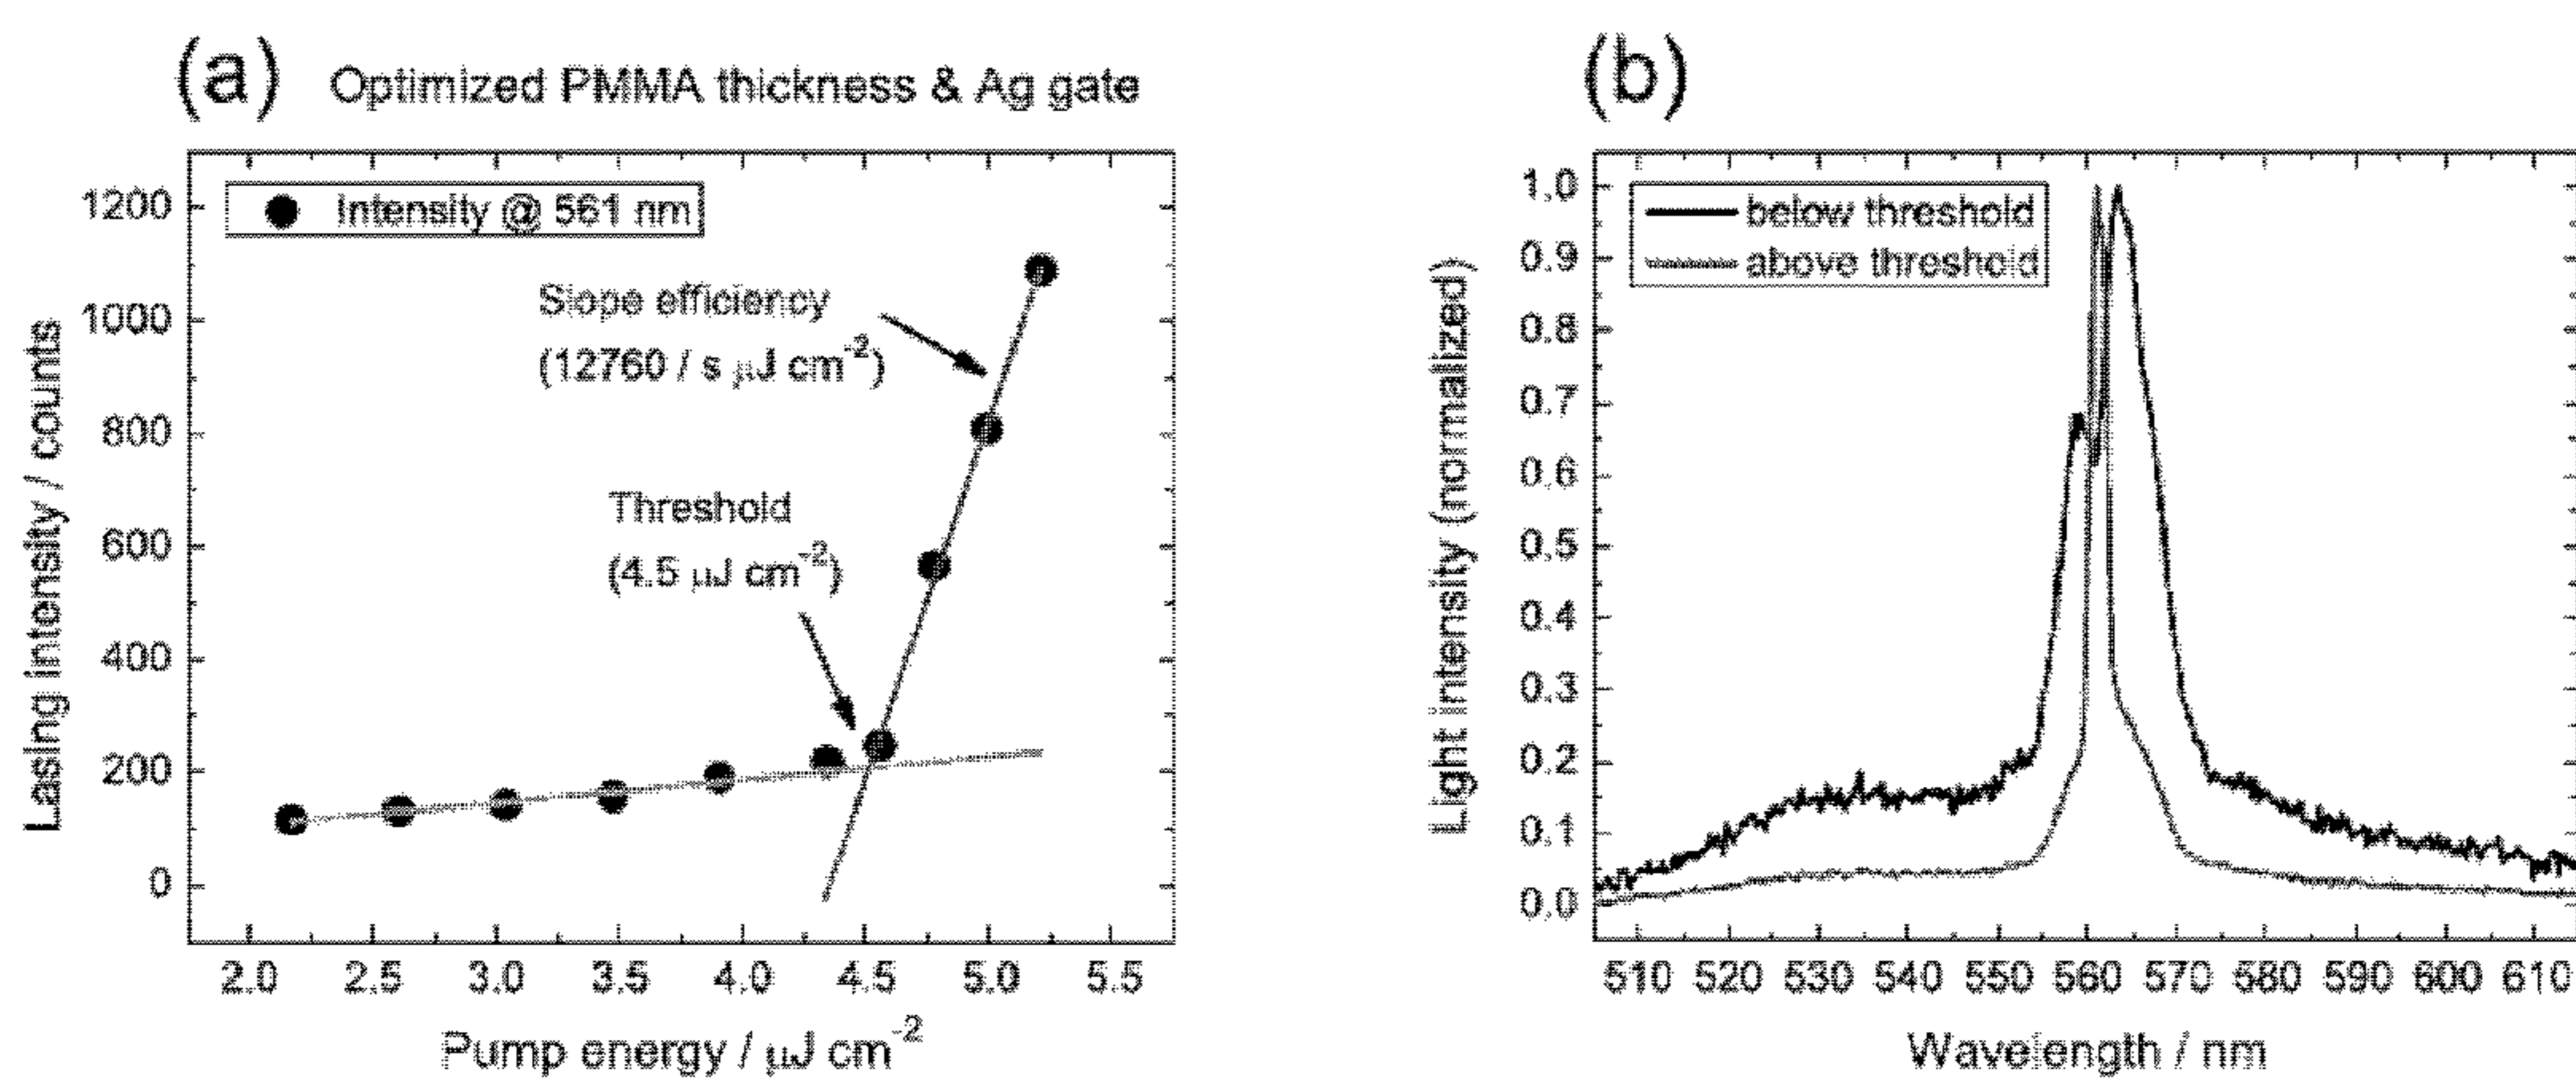 (a) Optimized PMMA thickness & Ag gate
Intensity @ 561 nm
Slope efficiency
(12760 / s μJ cm⁻²)
Threshold
(4.5 μJ cm⁻²)
Lasing intensity / counts
1200
1000
800
600
400
200
0
2.0 2.5 3.0 3.5 4.0 4.5 5.0 5.5
Pump energy / μJ cm⁻²
(b)
below threshold
above threshold
Light intensity (normalized)
1,0
0,9
0,8
0,7
0,6
0,5
0,4
0,3
0,2
0,1
0,0
510 520 530 540 550 560 570 580 590 600 610
Wavelength / nm